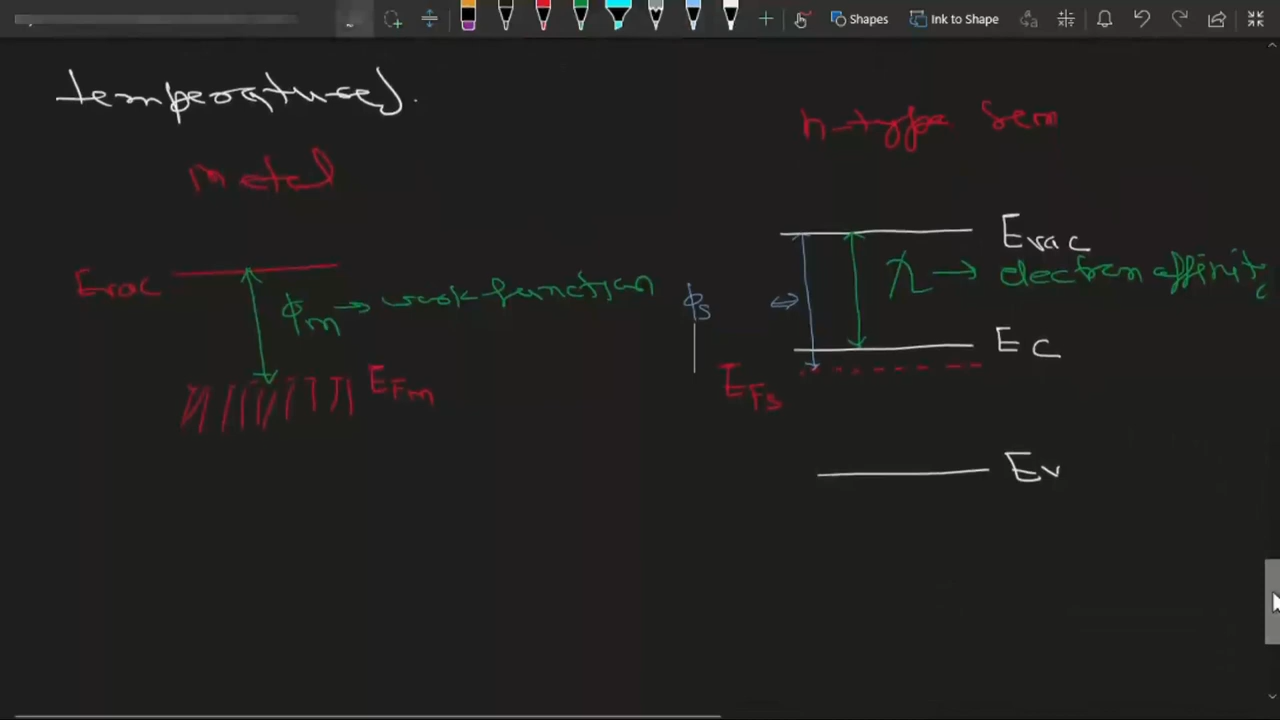 Shapes
Ink to Shape
temperatures).
metal
n-type sem
Evac
Evac
ϕm → work function
ϕs
χ → electron affinity
EFm
EC
EFs
Ev